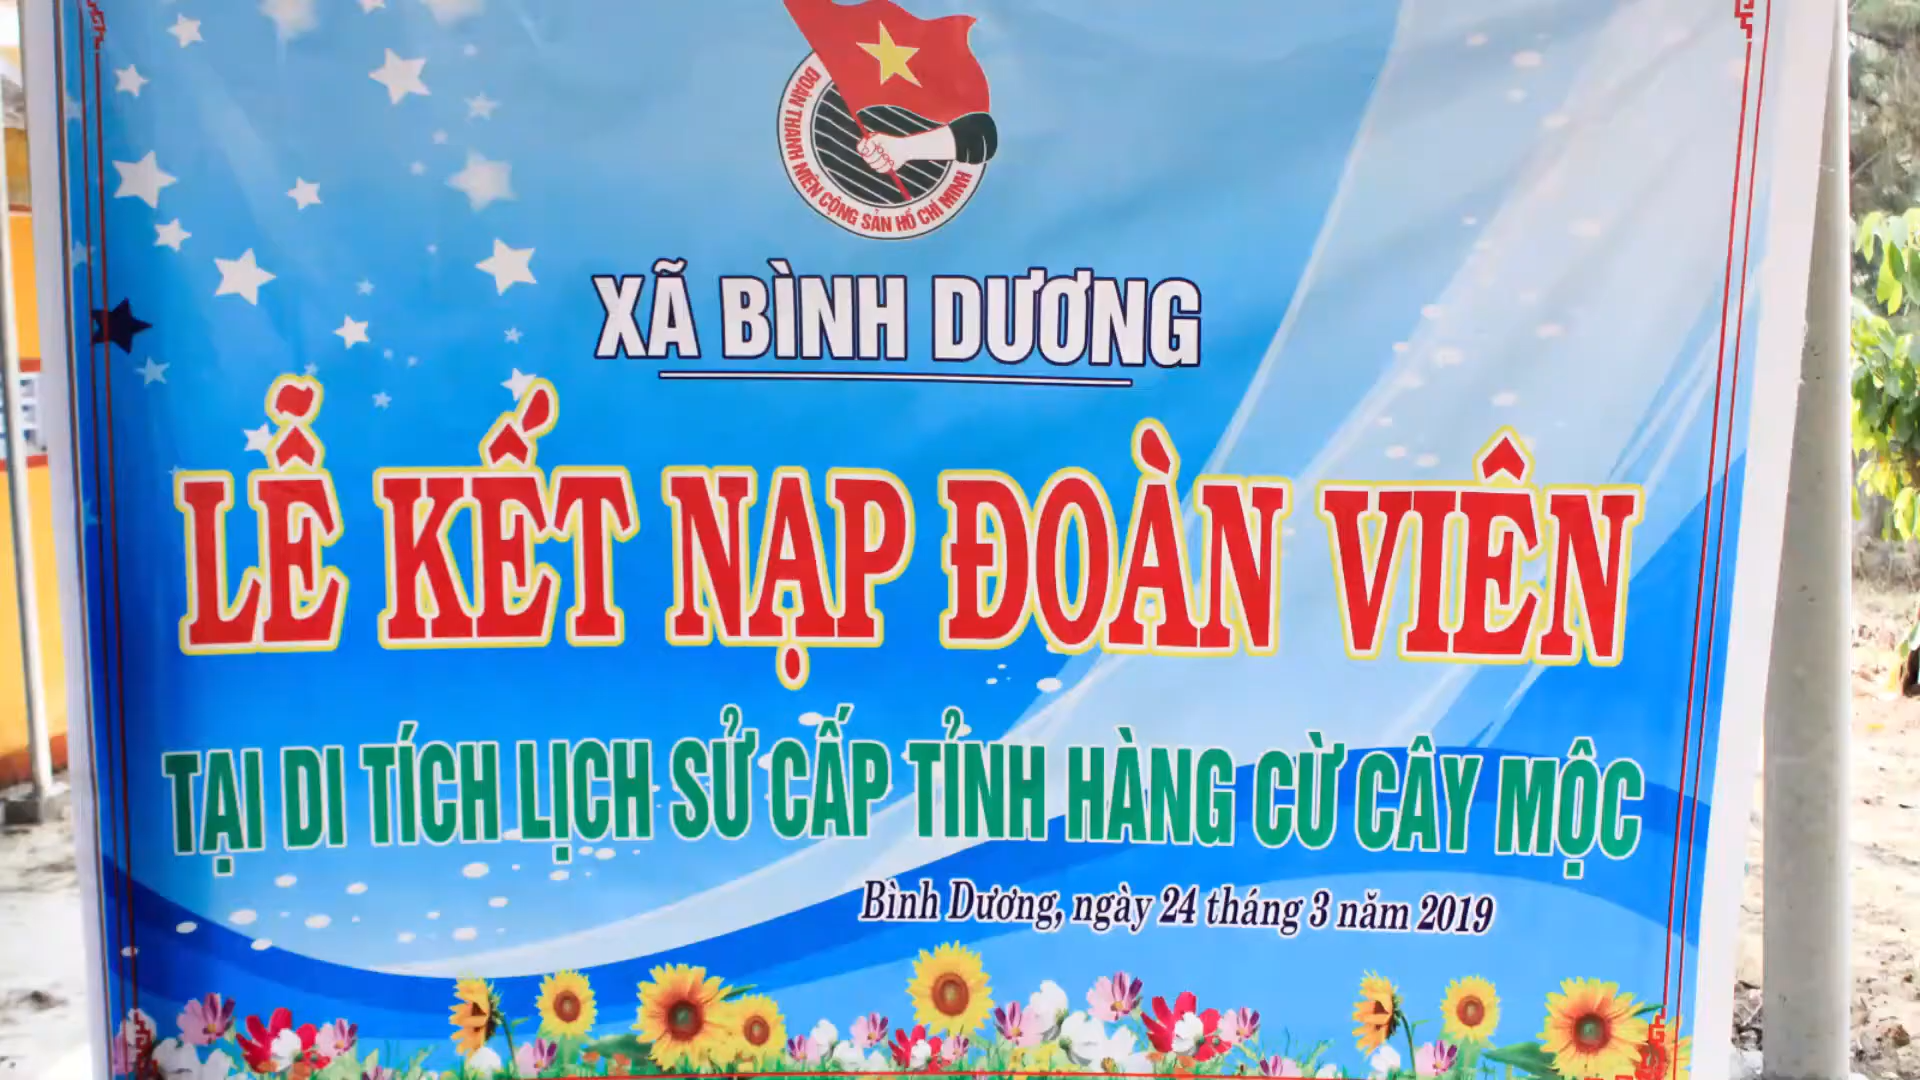 ĐOÀN THANH NIÊN CỘNG SẢN HỒ CHÍ MINH
XÃ BÌNH DƯƠNG
LỄ KẾT NẠP ĐOÀN VIÊN
TẠI DI TÍCH LỊCH SỬ CẤP TỈNH HÀNG CỪ CÂY MỘC
Bình Dương, ngày 24 tháng 3 năm 2019